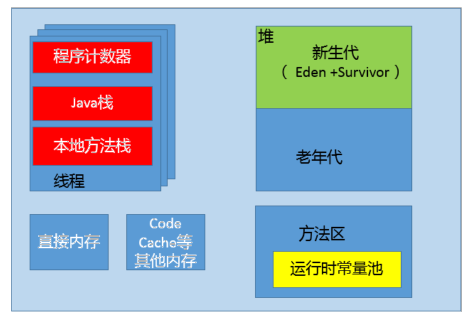 程序计数器
Java栈
本地方法栈
线程
直接内存
Code
Cache等
其他内存
堆
新生代
（ Eden +Survivor ）
老年代
方法区
运行时常量池